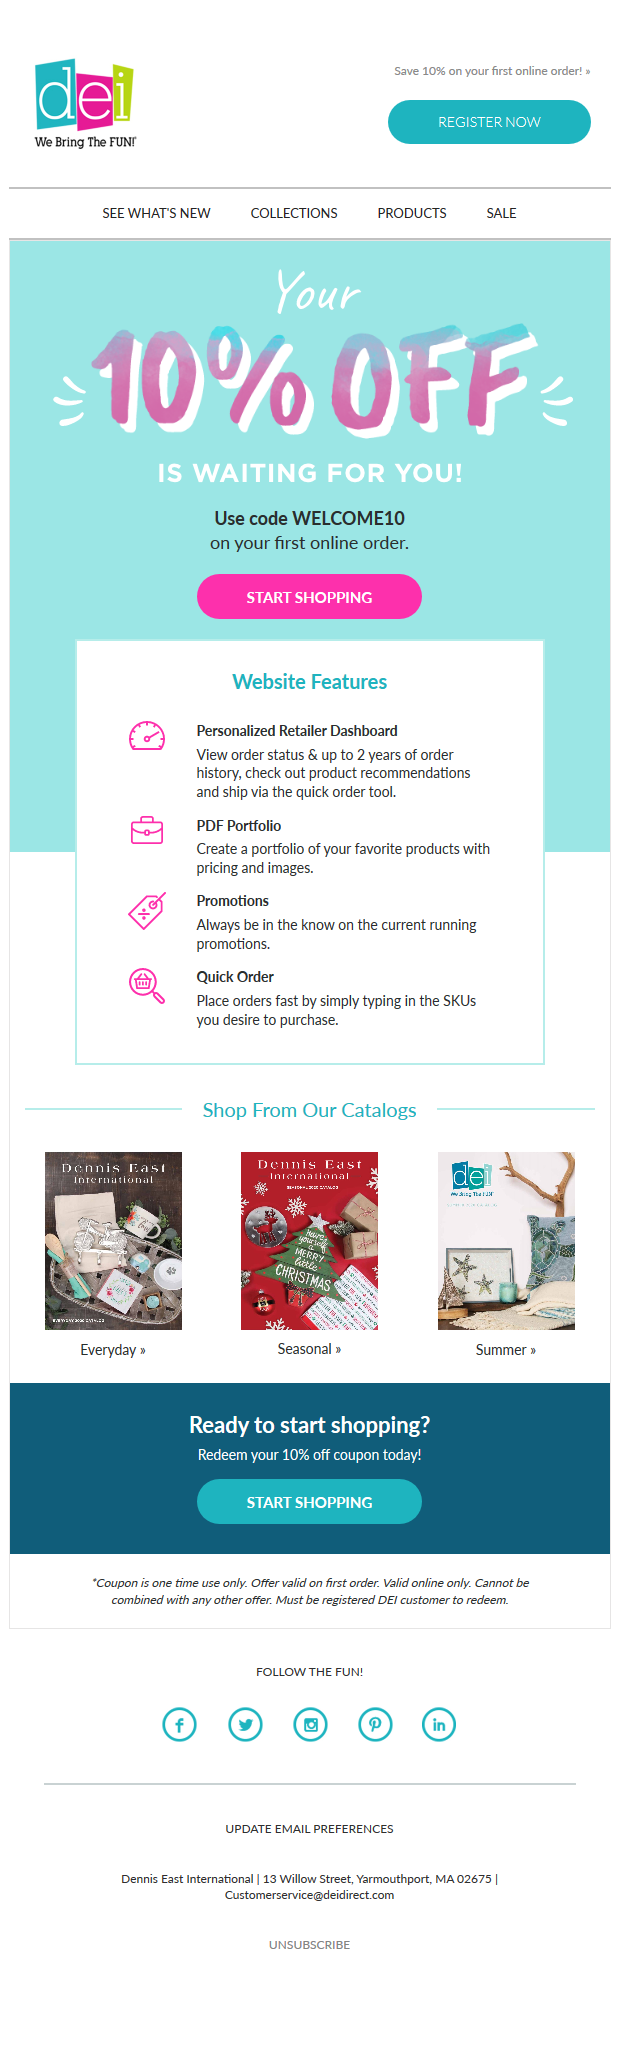 dei
We Bring The FUN!
Save 10% on your first online order! »
REGISTER NOW
SEE WHAT'S NEW COLLECTIONS PRODUCTS SALE
Your
10% OFF
IS WAITING FOR YOU!
Use code WELCOME10
on your first online order.
START SHOPPING
Website Features
Personalized Retailer Dashboard
View order status & up to 2 years of order
history, check out product recommendations
and ship via the quick order tool.
PDF Portfolio
Create a portfolio of your favorite products with
pricing and images.
Promotions
Always be in the know on the current running
promotions.
Quick Order
Place orders fast by simply typing in the SKUs
you desire to purchase.
Shop From Our Catalogs
Dennis East
International
EVERYDAY 2020 CATALOG
Dennis East
International
SEASONAL 2020 CATALOG
have
yourself
a
MERRY
little
CHRISTMAS
dei
We Bring The FUN!
Everyday »
Seasonal »
Summer »
Ready to start shopping?
Redeem your 10% off coupon today!
START SHOPPING
*Coupon is one time use only. Offer valid on first order. Valid online only. Cannot be
combined with any other offer. Must be registered DEI customer to redeem.
FOLLOW THE FUN!
UPDATE EMAIL PREFERENCES
Dennis East International | 13 Willow Street, Yarmouthport, MA 02675 |
Customerservice@deidirect.com
UNSUBSCRIBE